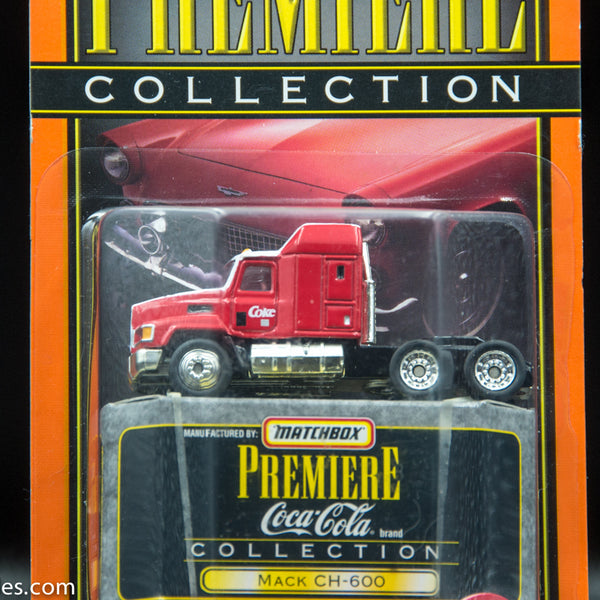 PREMIERE
COLLECTION
Coke
MANUFACTURED BY: MATCHBOX
PREMIERE
Coca-Cola brand
COLLECTION
MACK CH-600
es.com